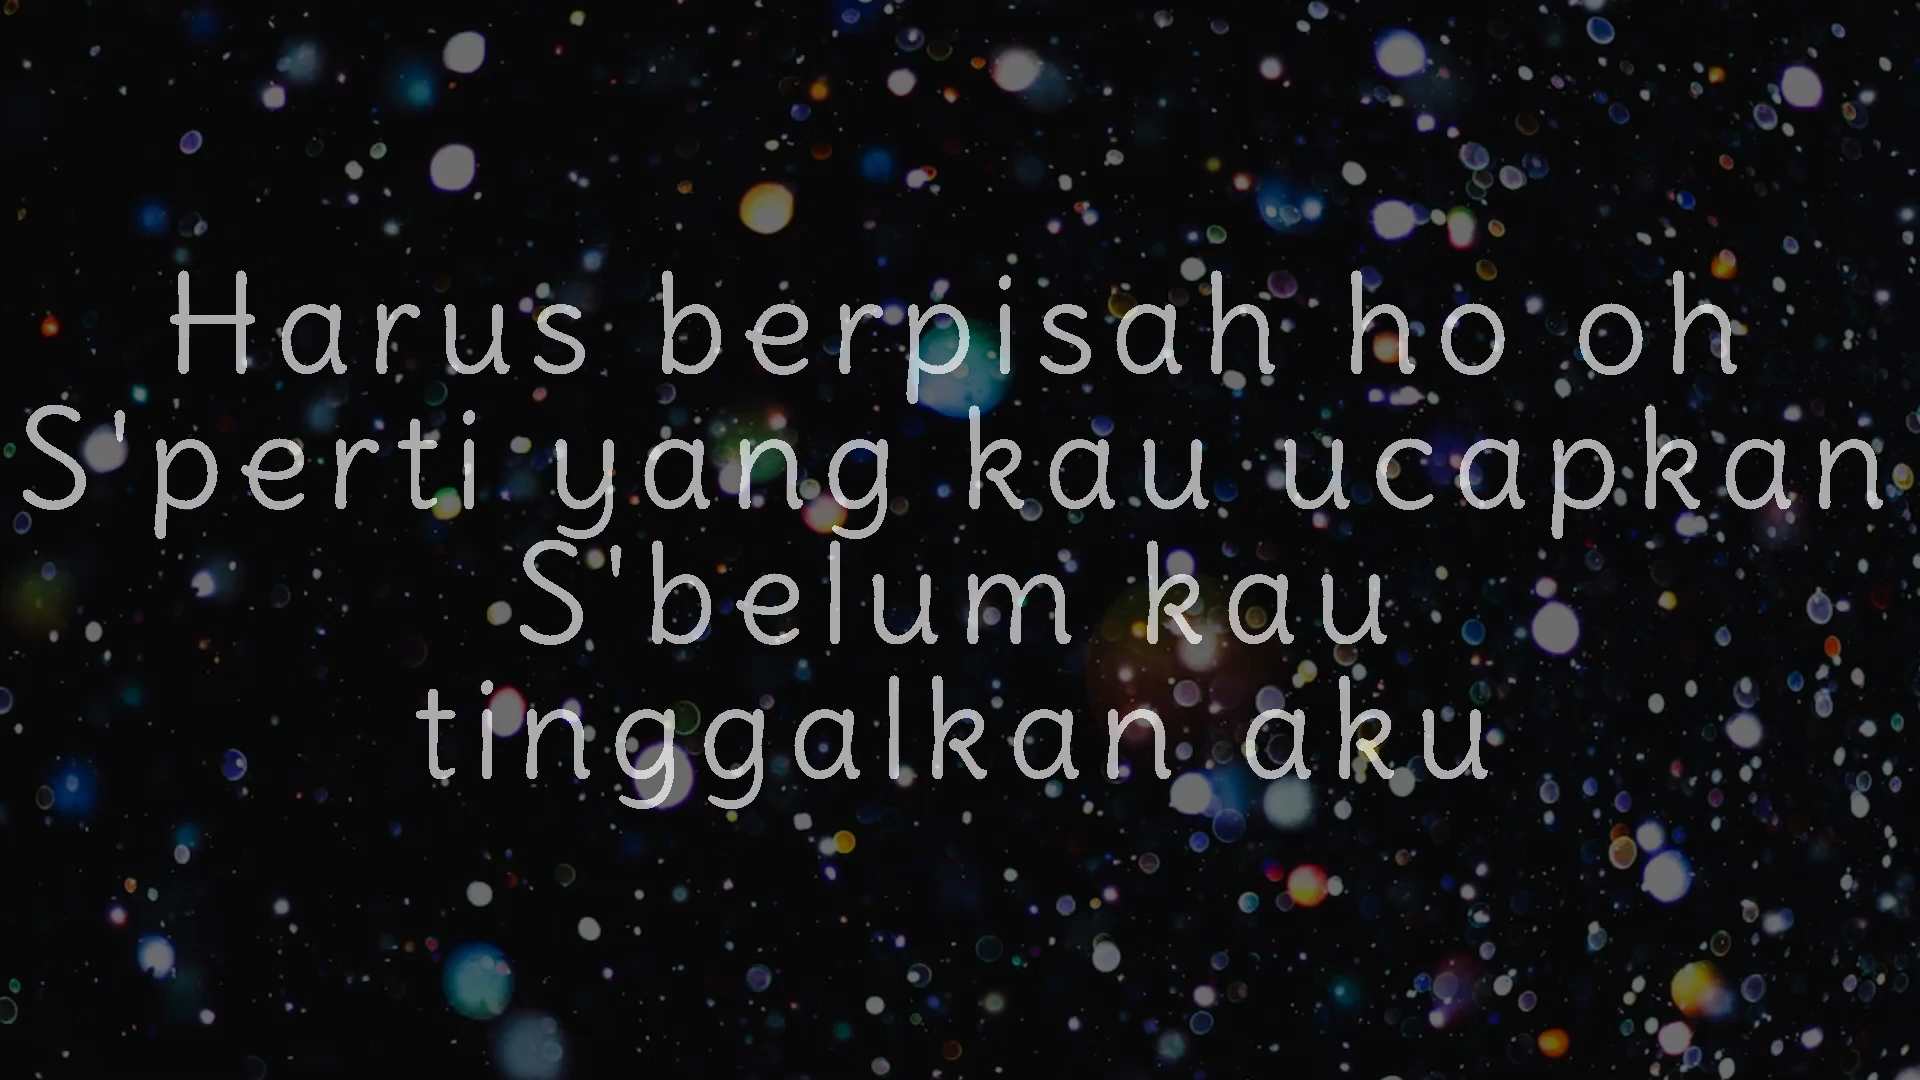 Harus berpisah ho oh
S'perti yang kau ucapkan
S'belum kau
tinggalkan aku